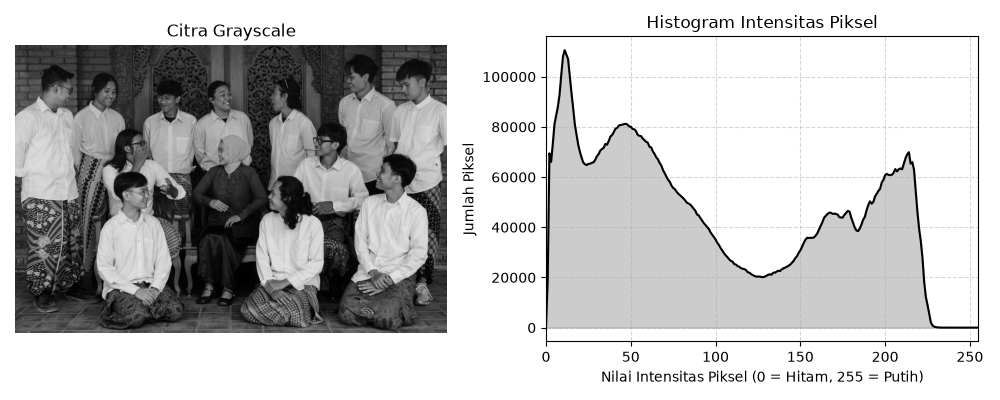 Citra Grayscale
Histogram Intensitas Piksel
Jumlah Piksel
100000
80000
60000
40000
20000
0
0 50 100 150 200 250
Nilai Intensitas Piksel (0 = Hitam, 255 = Putih)